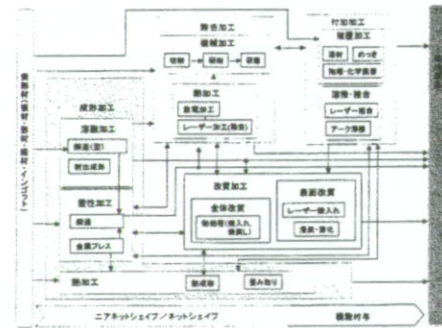 除去加工
機械加工
切削
研削
研磨
付加加工
被覆加工
溶射
めっき
物理・化学蒸着
成形加工
溶融加工
鋳造(型)
射出成形
熱加工
放電加工
レーザー加工(除去)
溶接・接合
レーザー接合
アーク溶接
塑性加工
鍛造
金属プレス
改質加工
全体改質
熱処理(焼入れ、
焼戻し)
表面改質
レーザー焼入れ
浸炭・窒化
熱加工
熱成形
歪み取り
ニアネットシェイプ/ネットシェイプ
機能付与